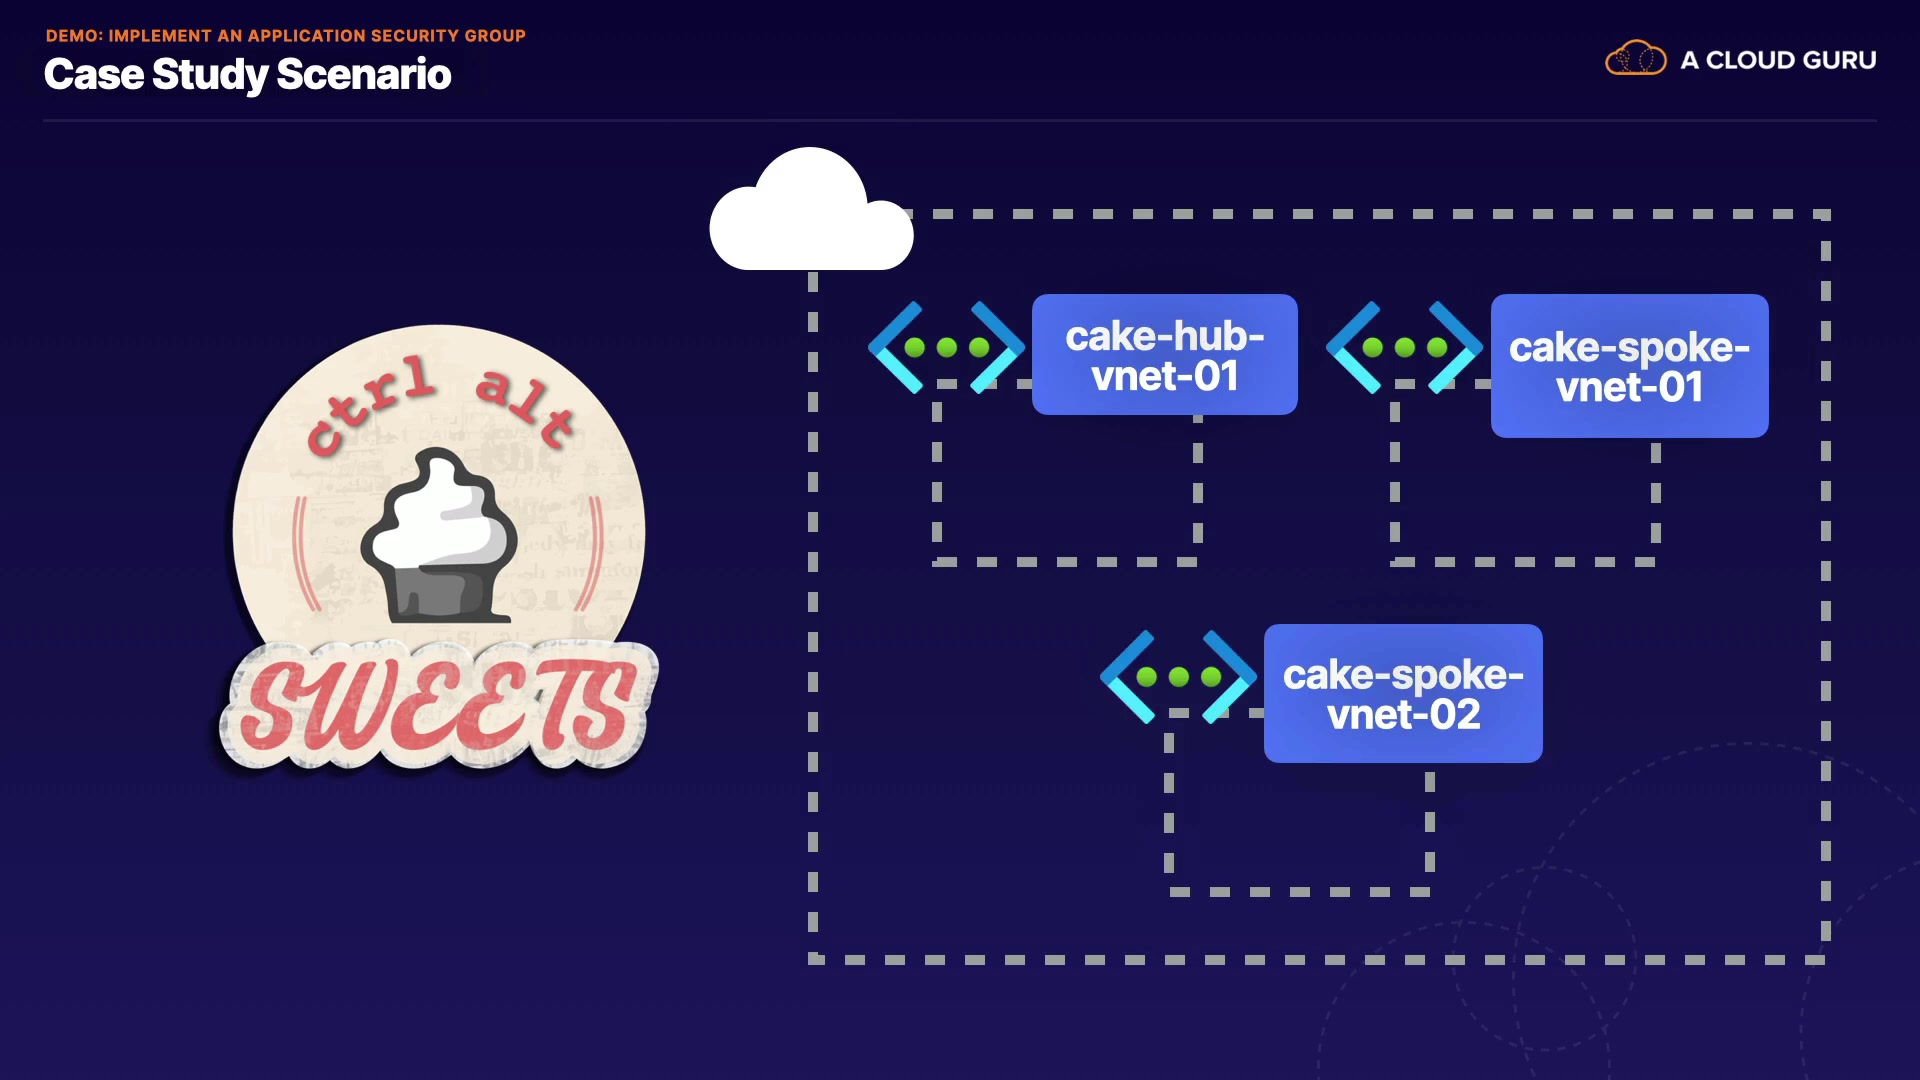 DEMO: IMPLEMENT AN APPLICATION SECURITY GROUP
Case Study Scenario
A CLOUD GURU
ctrl alt
SWEETS
cake-hub-
vnet-01
cake-spoke-
vnet-01
cake-spoke-
vnet-02